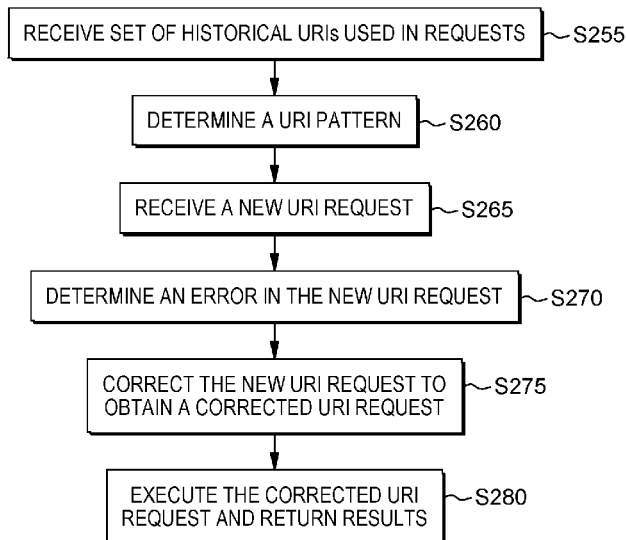 RECEIVE SET OF HISTORICAL URIs USED IN REQUESTS
S255
DETERMINE A URI PATTERN
S260
RECEIVE A NEW URI REQUEST
S265
DETERMINE AN ERROR IN THE NEW URI REQUEST
S270
CORRECT THE NEW URI REQUEST TO
OBTAIN A CORRECTED URI REQUEST
S275
EXECUTE THE CORRECTED URI
REQUEST AND RETURN RESULTS
S280